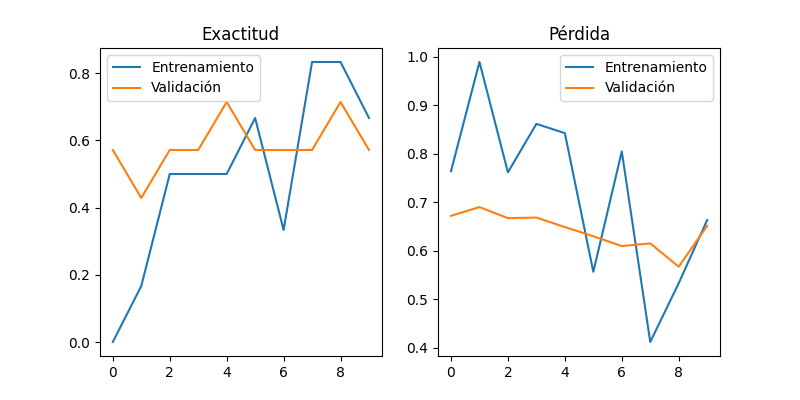 Exactitud
Entrenamiento
Validación
0.8
0.6
0.4
0.2
0.0
0 2 4 6 8
Pérdida
Entrenamiento
Validación
1.0
0.9
0.8
0.7
0.6
0.5
0.4
0 2 4 6 8